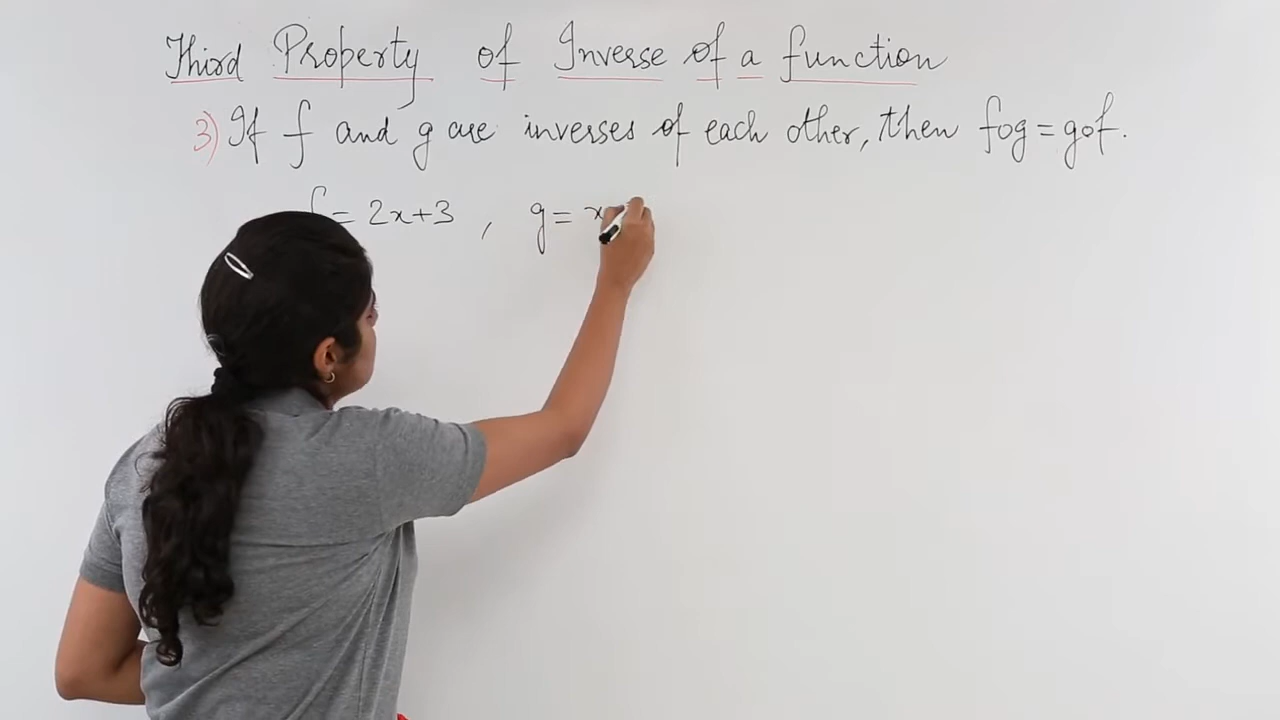 Third Property of Inverse of a function
3) If f and g are inverses of each other, then fog = gof.
f = 2x+3 , g = x